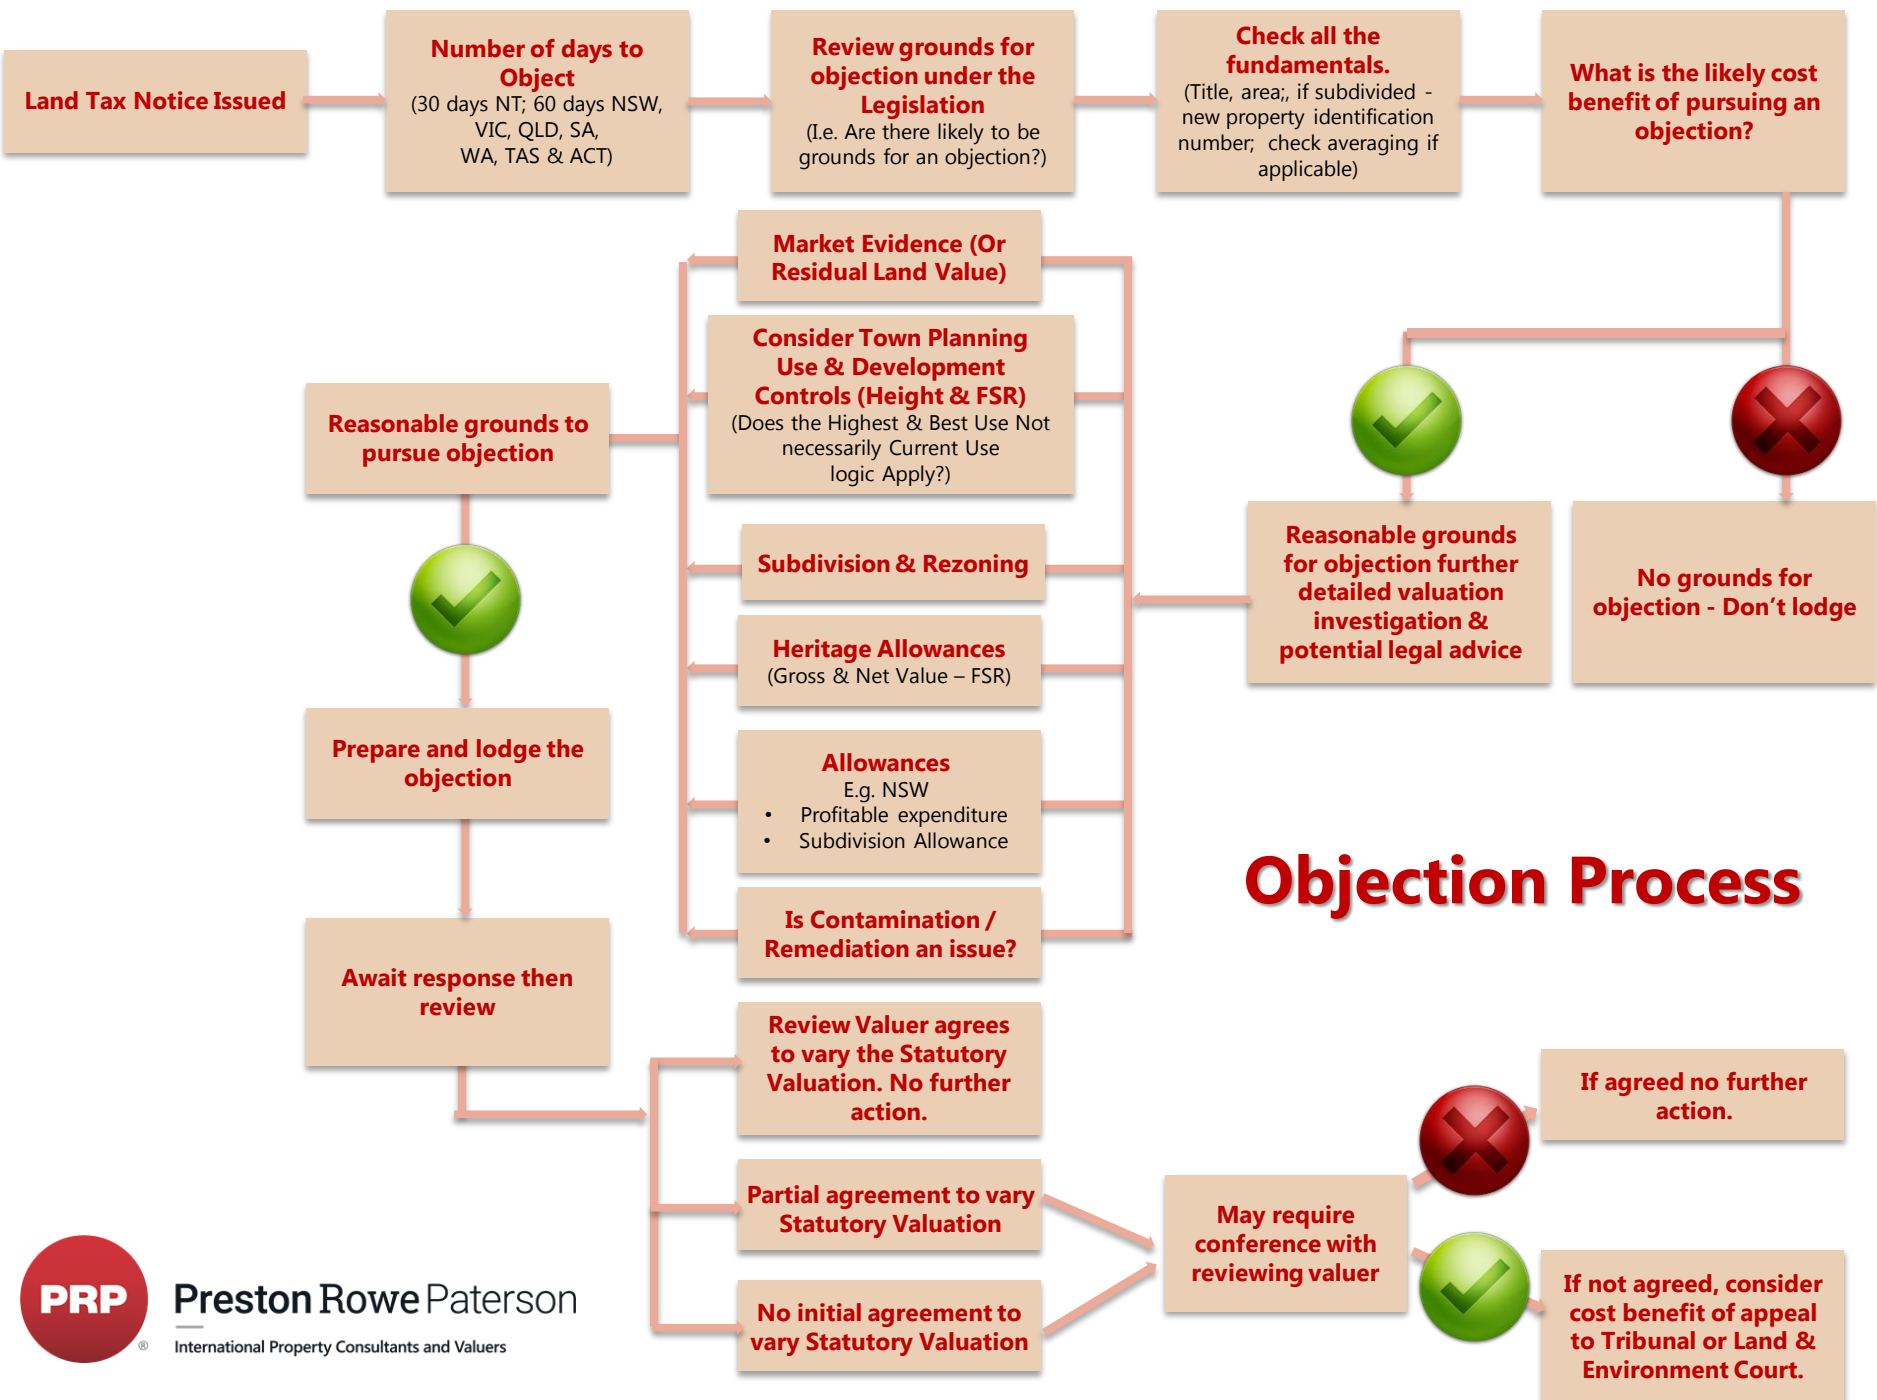 Land Tax Notice Issued
Number of days to
Object
(30 days NT; 60 days NSW,
VIC, QLD, SA,
WA, TAS & ACT)
Review grounds for
objection under the
Legislation
(I.e. Are there likely to be
grounds for an objection?)
Check all the
fundamentals.
(Title, area;, if subdivided -
new property identification
number; check averaging if
applicable)
What is the likely cost
benefit of pursuing an
objection?
Market Evidence (Or
Residual Land Value)
Consider Town Planning
Use & Development
Controls (Height & FSR)
(Does the Highest & Best Use Not
necessarily Current Use
logic Apply?)
Subdivision & Rezoning
Heritage Allowances
(Gross & Net Value – FSR)
Allowances
E.g. NSW
• Profitable expenditure
• Subdivision Allowance
Is Contamination /
Remediation an issue?
Reasonable grounds
for objection further
detailed valuation
investigation &
potential legal advice
No grounds for
objection - Don’t lodge
Reasonable grounds to
pursue objection
Prepare and lodge the
objection
Await response then
review
Objection Process
Review Valuer agrees
to vary the Statutory
Valuation. No further
action.
Partial agreement to vary
Statutory Valuation
No initial agreement to
vary Statutory Valuation
May require
conference with
reviewing valuer
If agreed no further
action.
If not agreed, consider
cost benefit of appeal
to Tribunal or Land &
Environment Court.
PRP
®
Preston Rowe Paterson
International Property Consultants and Valuers